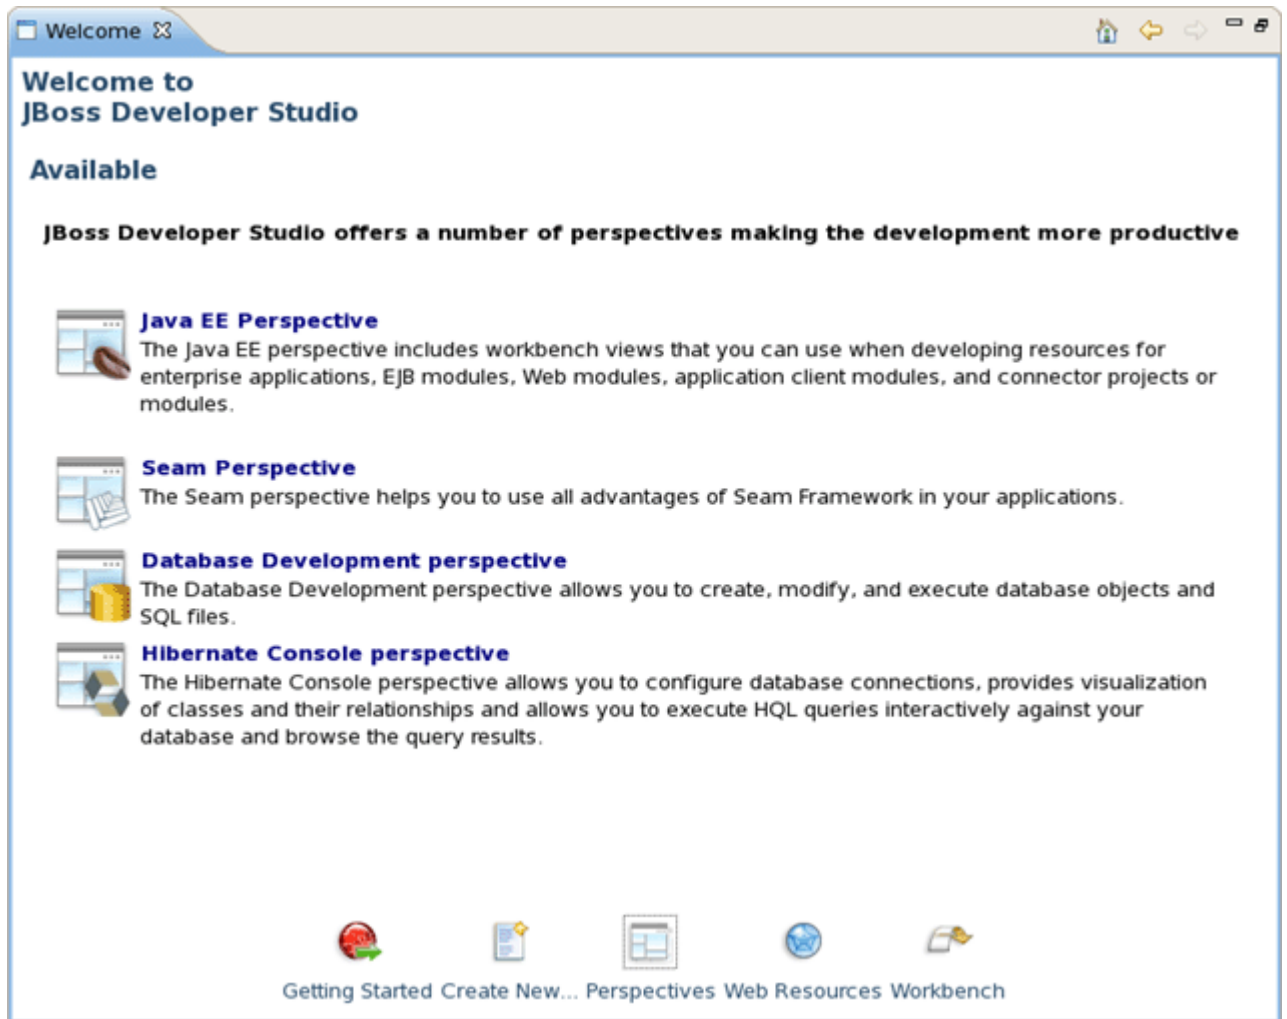 Welcome
Welcome to
JBoss Developer Studio
Available
JBoss Developer Studio offers a number of perspectives making the development more productive
Java EE Perspective
The Java EE perspective includes workbench views that you can use when developing resources for
enterprise applications, EJB modules, Web modules, application client modules, and connector projects or
modules.
Seam Perspective
The Seam perspective helps you to use all advantages of Seam Framework in your applications.
Database Development perspective
The Database Development perspective allows you to create, modify, and execute database objects and
SQL files.
Hibernate Console perspective
The Hibernate Console perspective allows you to configure database connections, provides visualization
of classes and their relationships and allows you to execute HQL queries interactively against your
database and browse the query results.
Getting Started Create New... Perspectives Web Resources Workbench